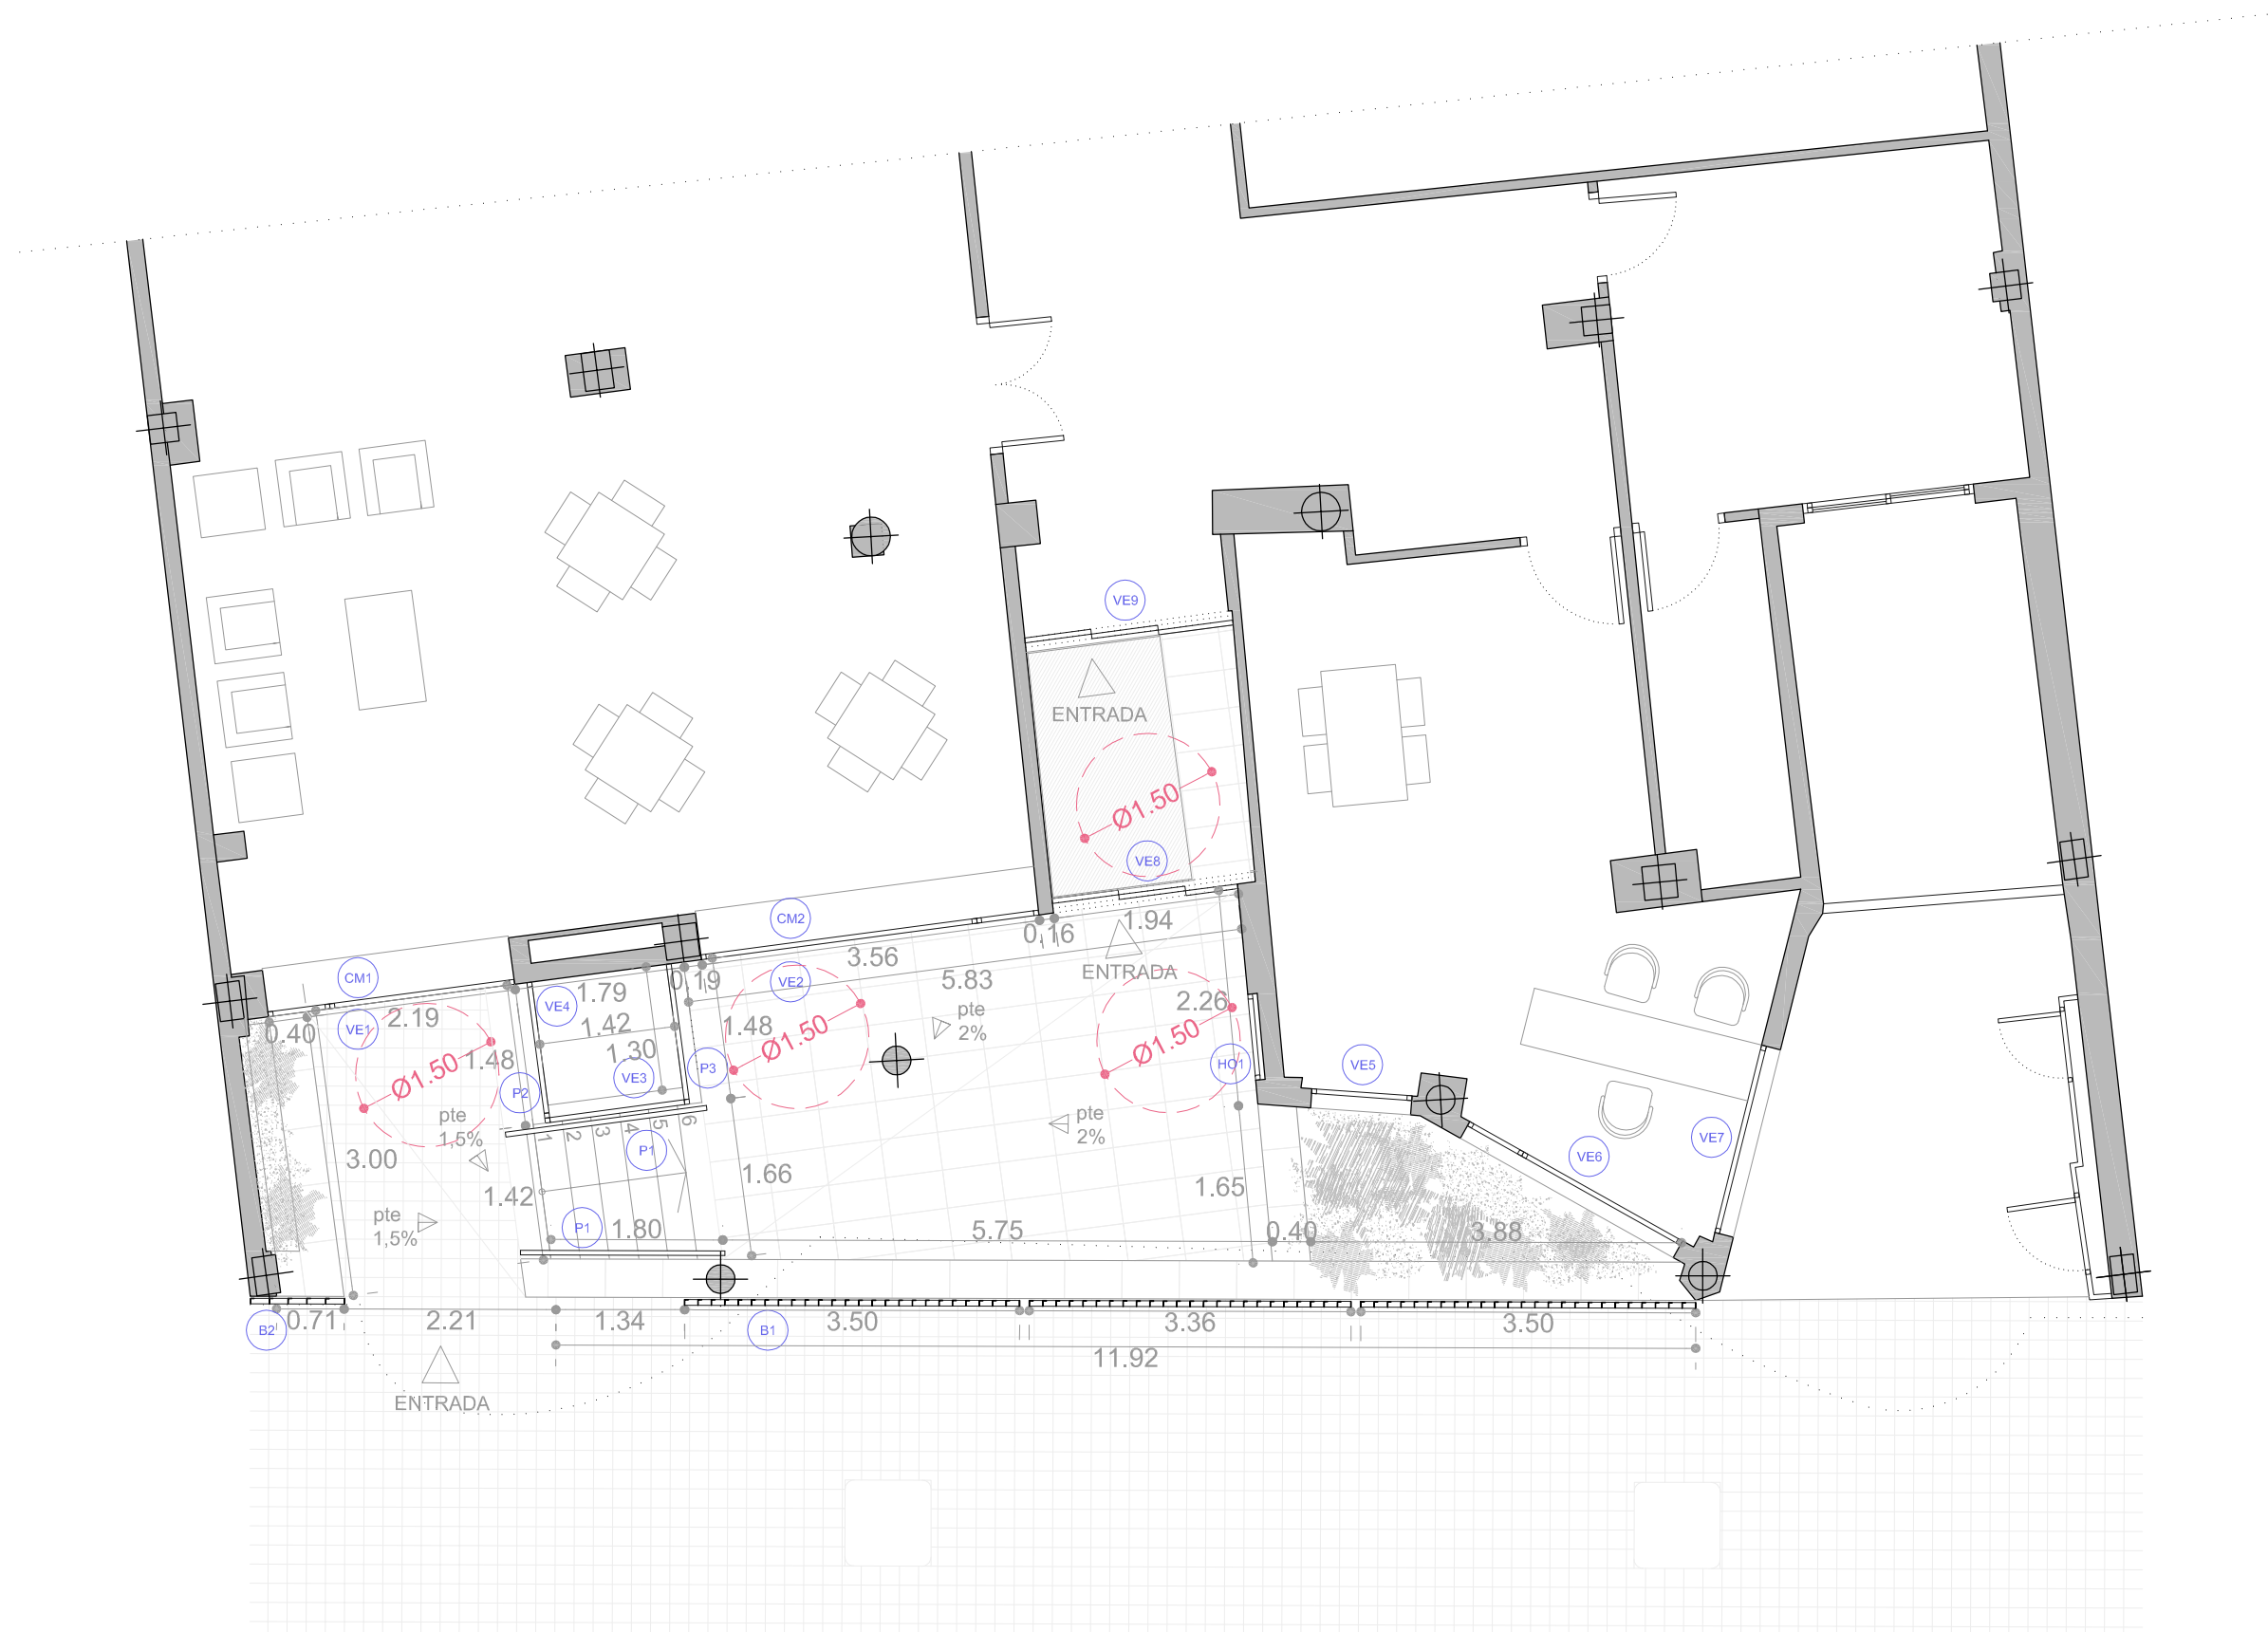 VE9
ENTRADA
Ø1.50
VE8
CM2
1.94
0.16
3.56
ENTRADA
CM1
VE2
5.83
0.19
1.79
VE4
2.26
2.19
VE1
0.40
pte
2%
1.42
1.48
Ø1.50
Ø1.50
1.30
1.48
Ø1.50
P3
VE3
HO1
VE5
P2
pte
1,5%
pte
2%
1 2 3 4 5 6
P1
VE7
VE6
3.00
1.66
1.65
1.42
pte
1,5%
P1
1.80
5.75
0.40
3.88
B2
0.71
2.21
1.34
B1
3.50
3.36
3.50
11.92
ENTRADA